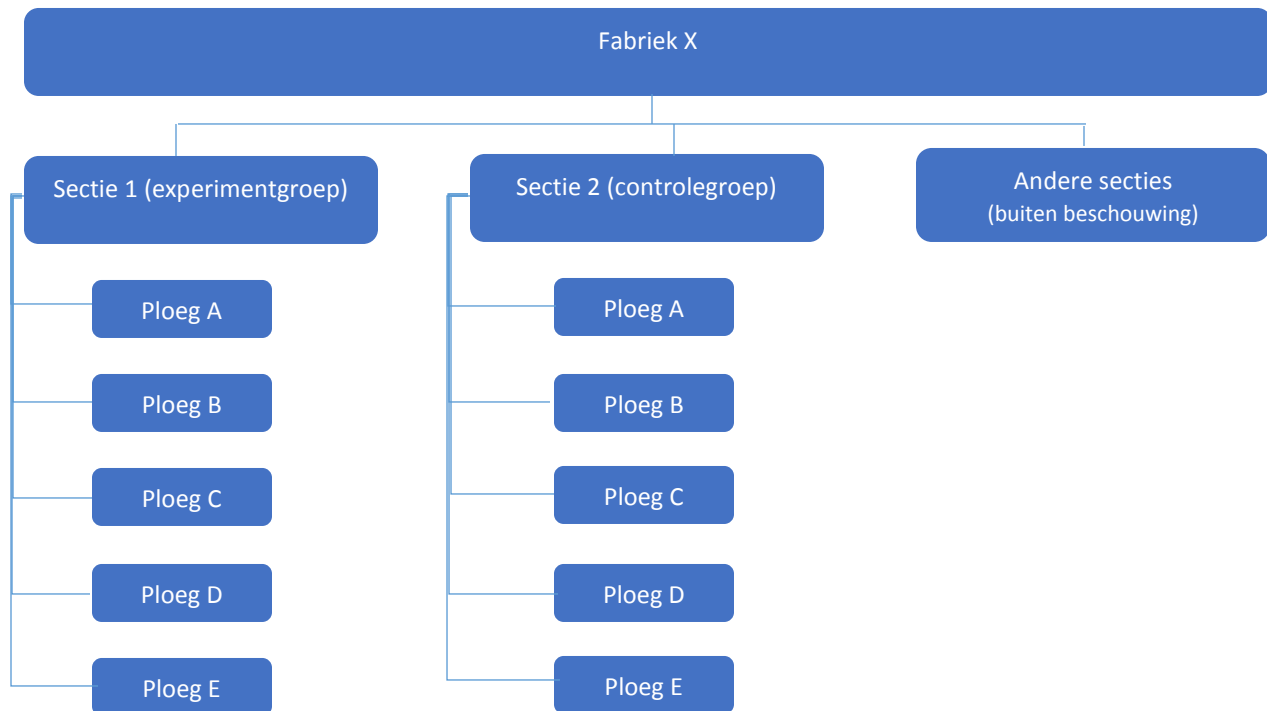 Fabriek X
Sectie 1 (experimentgroep)
Sectie 2 (controlegroep)
Andere secties
(buiten beschouwing)
Ploeg A
Ploeg B
Ploeg C
Ploeg D
Ploeg E
Ploeg A
Ploeg B
Ploeg C
Ploeg D
Ploeg E